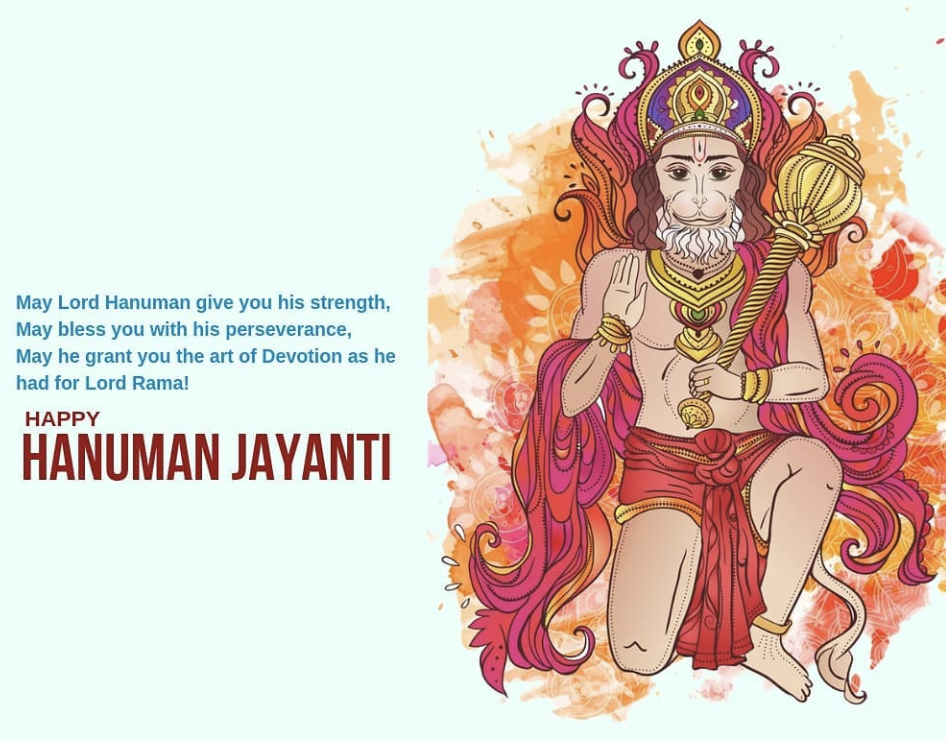 May Lord Hanuman give you his strength,
May bless you with his perseverance,
May he grant you the art of Devotion as he
had for Lord Rama!
HAPPY
HANUMAN JAYANTI